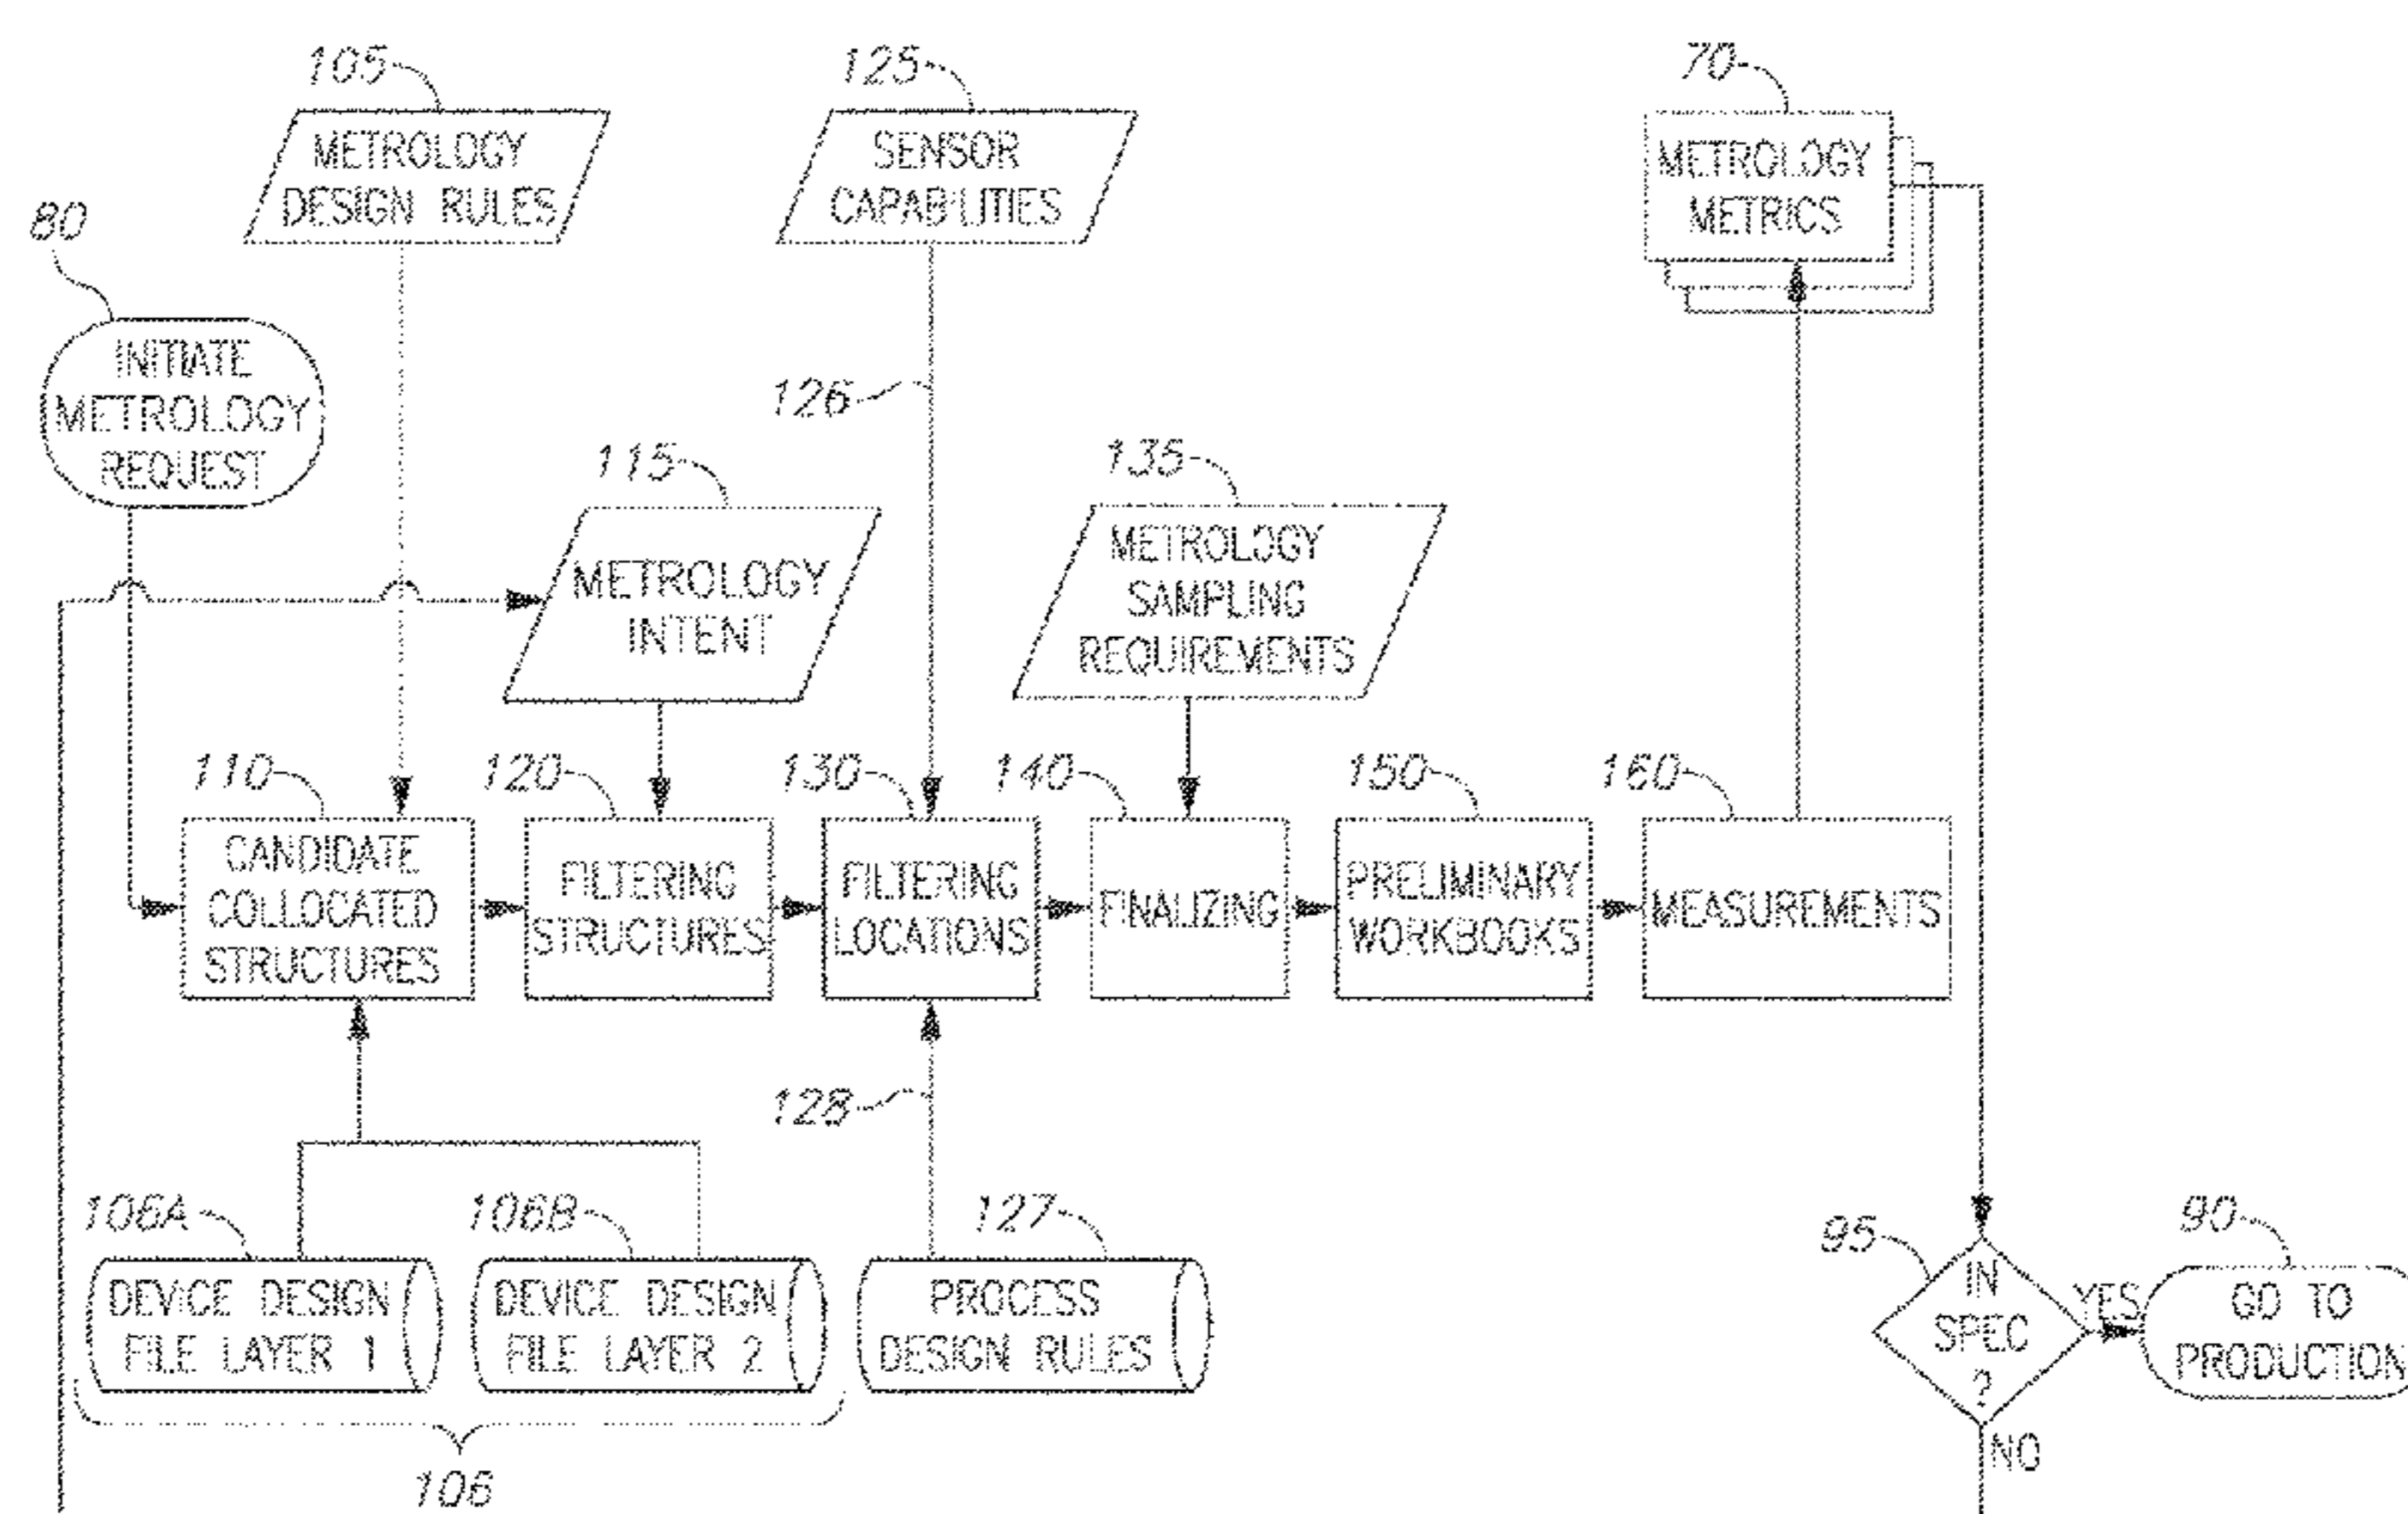 105
125
70
METROLOGY
DESIGN RULES
SENSOR
CAPABILITIES
METROLOGY
METRICS
80
INITIATE
METROLOGY
REQUEST
126
115
135
METROLOGY
INTENT
METROLOGY
SAMPLING
REQUIREMENTS
110
120
130
140
150
160
CANDIDATE
COLLOCATED
STRUCTURES
FILTERING
STRUCTURES
FILTERING
LOCATIONS
FINALIZING
PRELIMINARY
WORKBOOKS
MEASUREMENTS
128
106A
106B
127
95
90
DEVICE DESIGN
FILE LAYER 1
DEVICE DESIGN
FILE LAYER 2
PROCESS
DESIGN RULES
IN
SPEC
?
YES
GO TO
PRODUCTION
NO
106